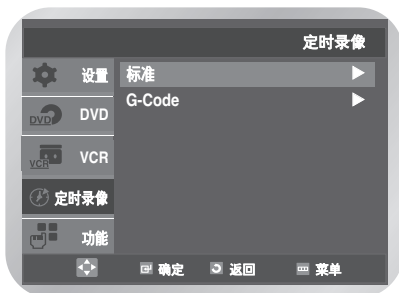 定时录像
设置 标准 ▶
G-Code ▶
DVD DVD
VCR VCR
定时录像
功能
确定 返回 菜单